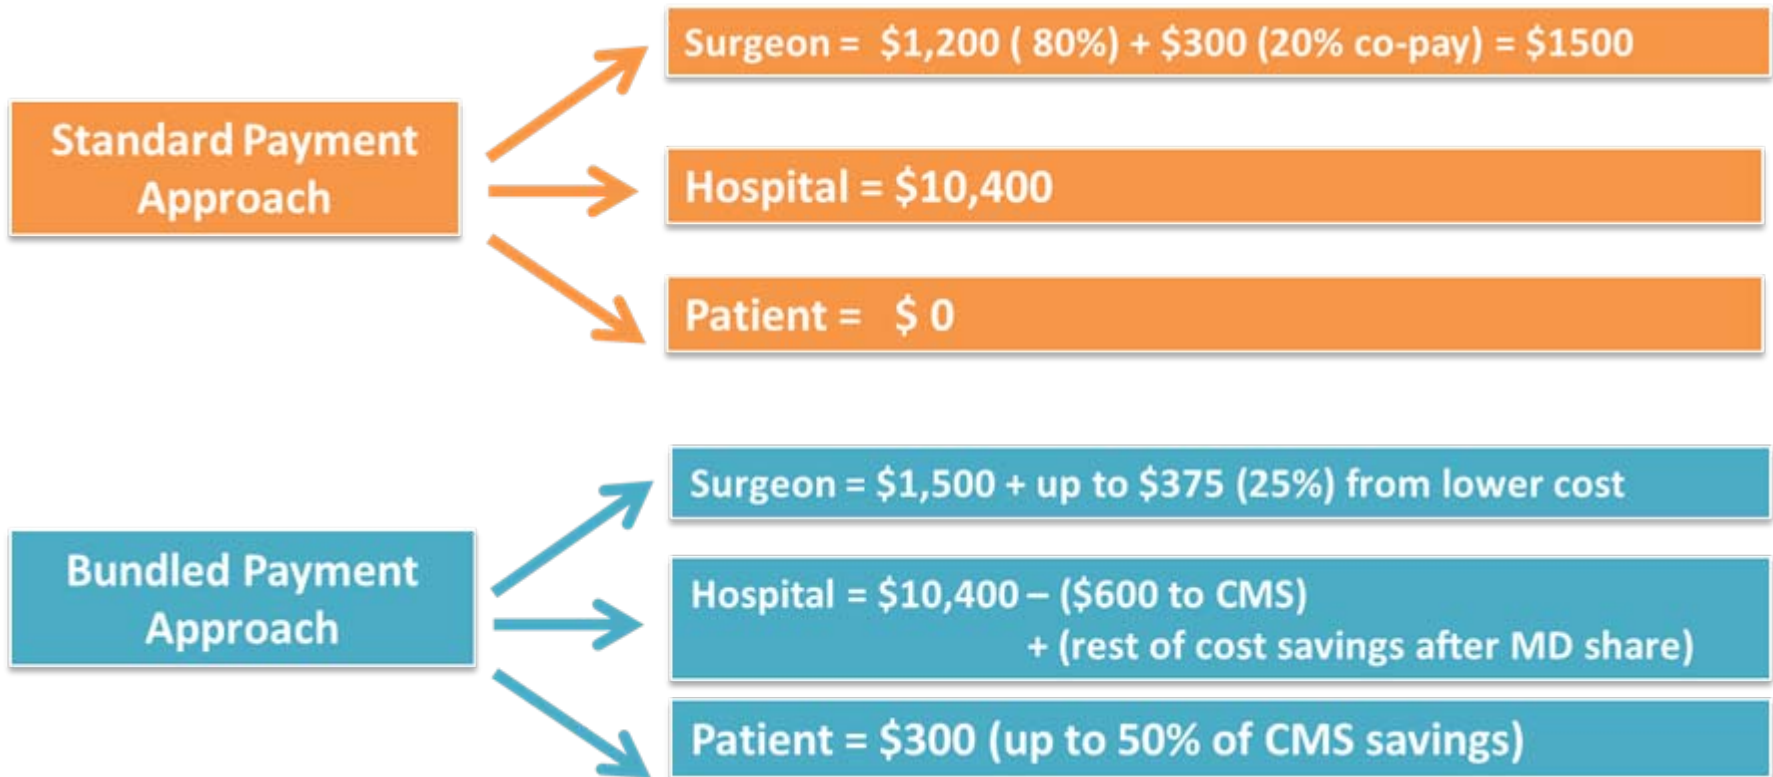 Standard Payment
Approach
Surgeon = $1,200 ( 80%) + $300 (20% co-pay) = $1500
Hospital = $10,400
Patient = $ 0
Bundled Payment
Approach
Surgeon = $1,500 + up to $375 (25%) from lower cost
Hospital = $10,400 – ($600 to CMS)
+ (rest of cost savings after MD share)
Patient = $300 (up to 50% of CMS savings)